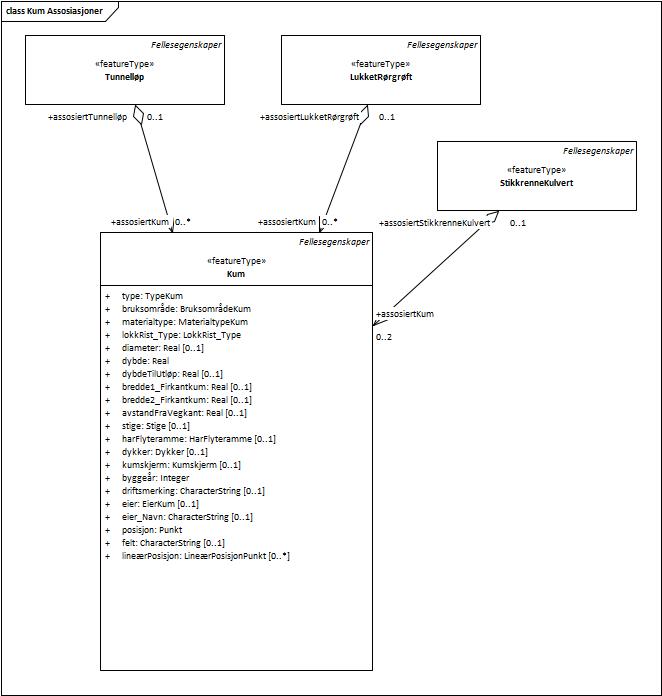 class Kum Assosiasjoner
Fellesegenskaper
«featureType»
Tunnelløp
Fellesegenskaper
«featureType»
LukketRørgrøft
+assosiertTunnelløp 0..1
+assosiertLukketRørgrøft 0..1
Fellesegenskaper
«featureType»
StikkrenneKulvert
+assosiertKum 0..*
+assosiertKum 0..*
+assosiertStikkrenneKulvert 0..1
Fellesegenskaper
«featureType»
Kum
+ type: TypeKum
+ bruksområde: BruksområdeKum
+ materialtype: MaterialtypeKum
+ lokkRist_Type: LokkRist_Type
+ diameter: Real [0..1]
+ dybde: Real
+ dybdeTilUtløp: Real [0..1]
+ bredde1_Firkantkum: Real [0..1]
+ bredde2_Firkantkum: Real [0..1]
+ avstandFraVegkant: Real [0..1]
+ stige: Stige [0..1]
+ harFlyteramme: HarFlyteramme [0..1]
+ dykker: Dykker [0..1]
+ kumskjerm: Kumskjerm [0..1]
+ byggeår: Integer
+ driftsmerking: CharacterString [0..1]
+ eier: EierKum [0..1]
+ eier_Navn: CharacterString [0..1]
+ posisjon: Punkt
+ felt: CharacterString [0..1]
+ lineærPosisjon: LineærPosisjonPunkt [0..*]
+assosiertKum
0..2